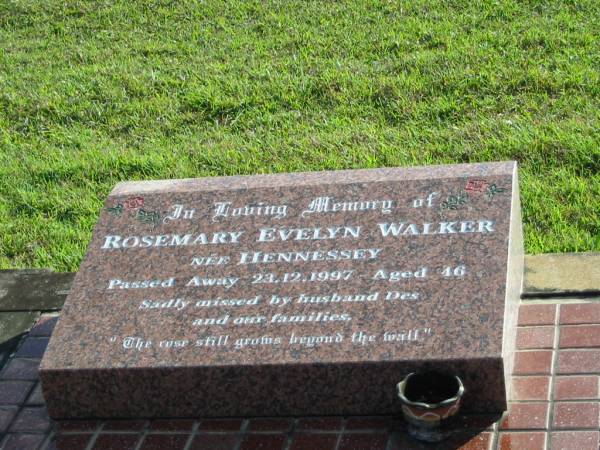 In Loving Memory of
ROSEMARY EVELYN WALKER
NÉE HENNESSEY
Passed Away 23.12.1997 Aged 46
Sadly missed by husband Des
and our families.
"The rose still grows beyond the wall."